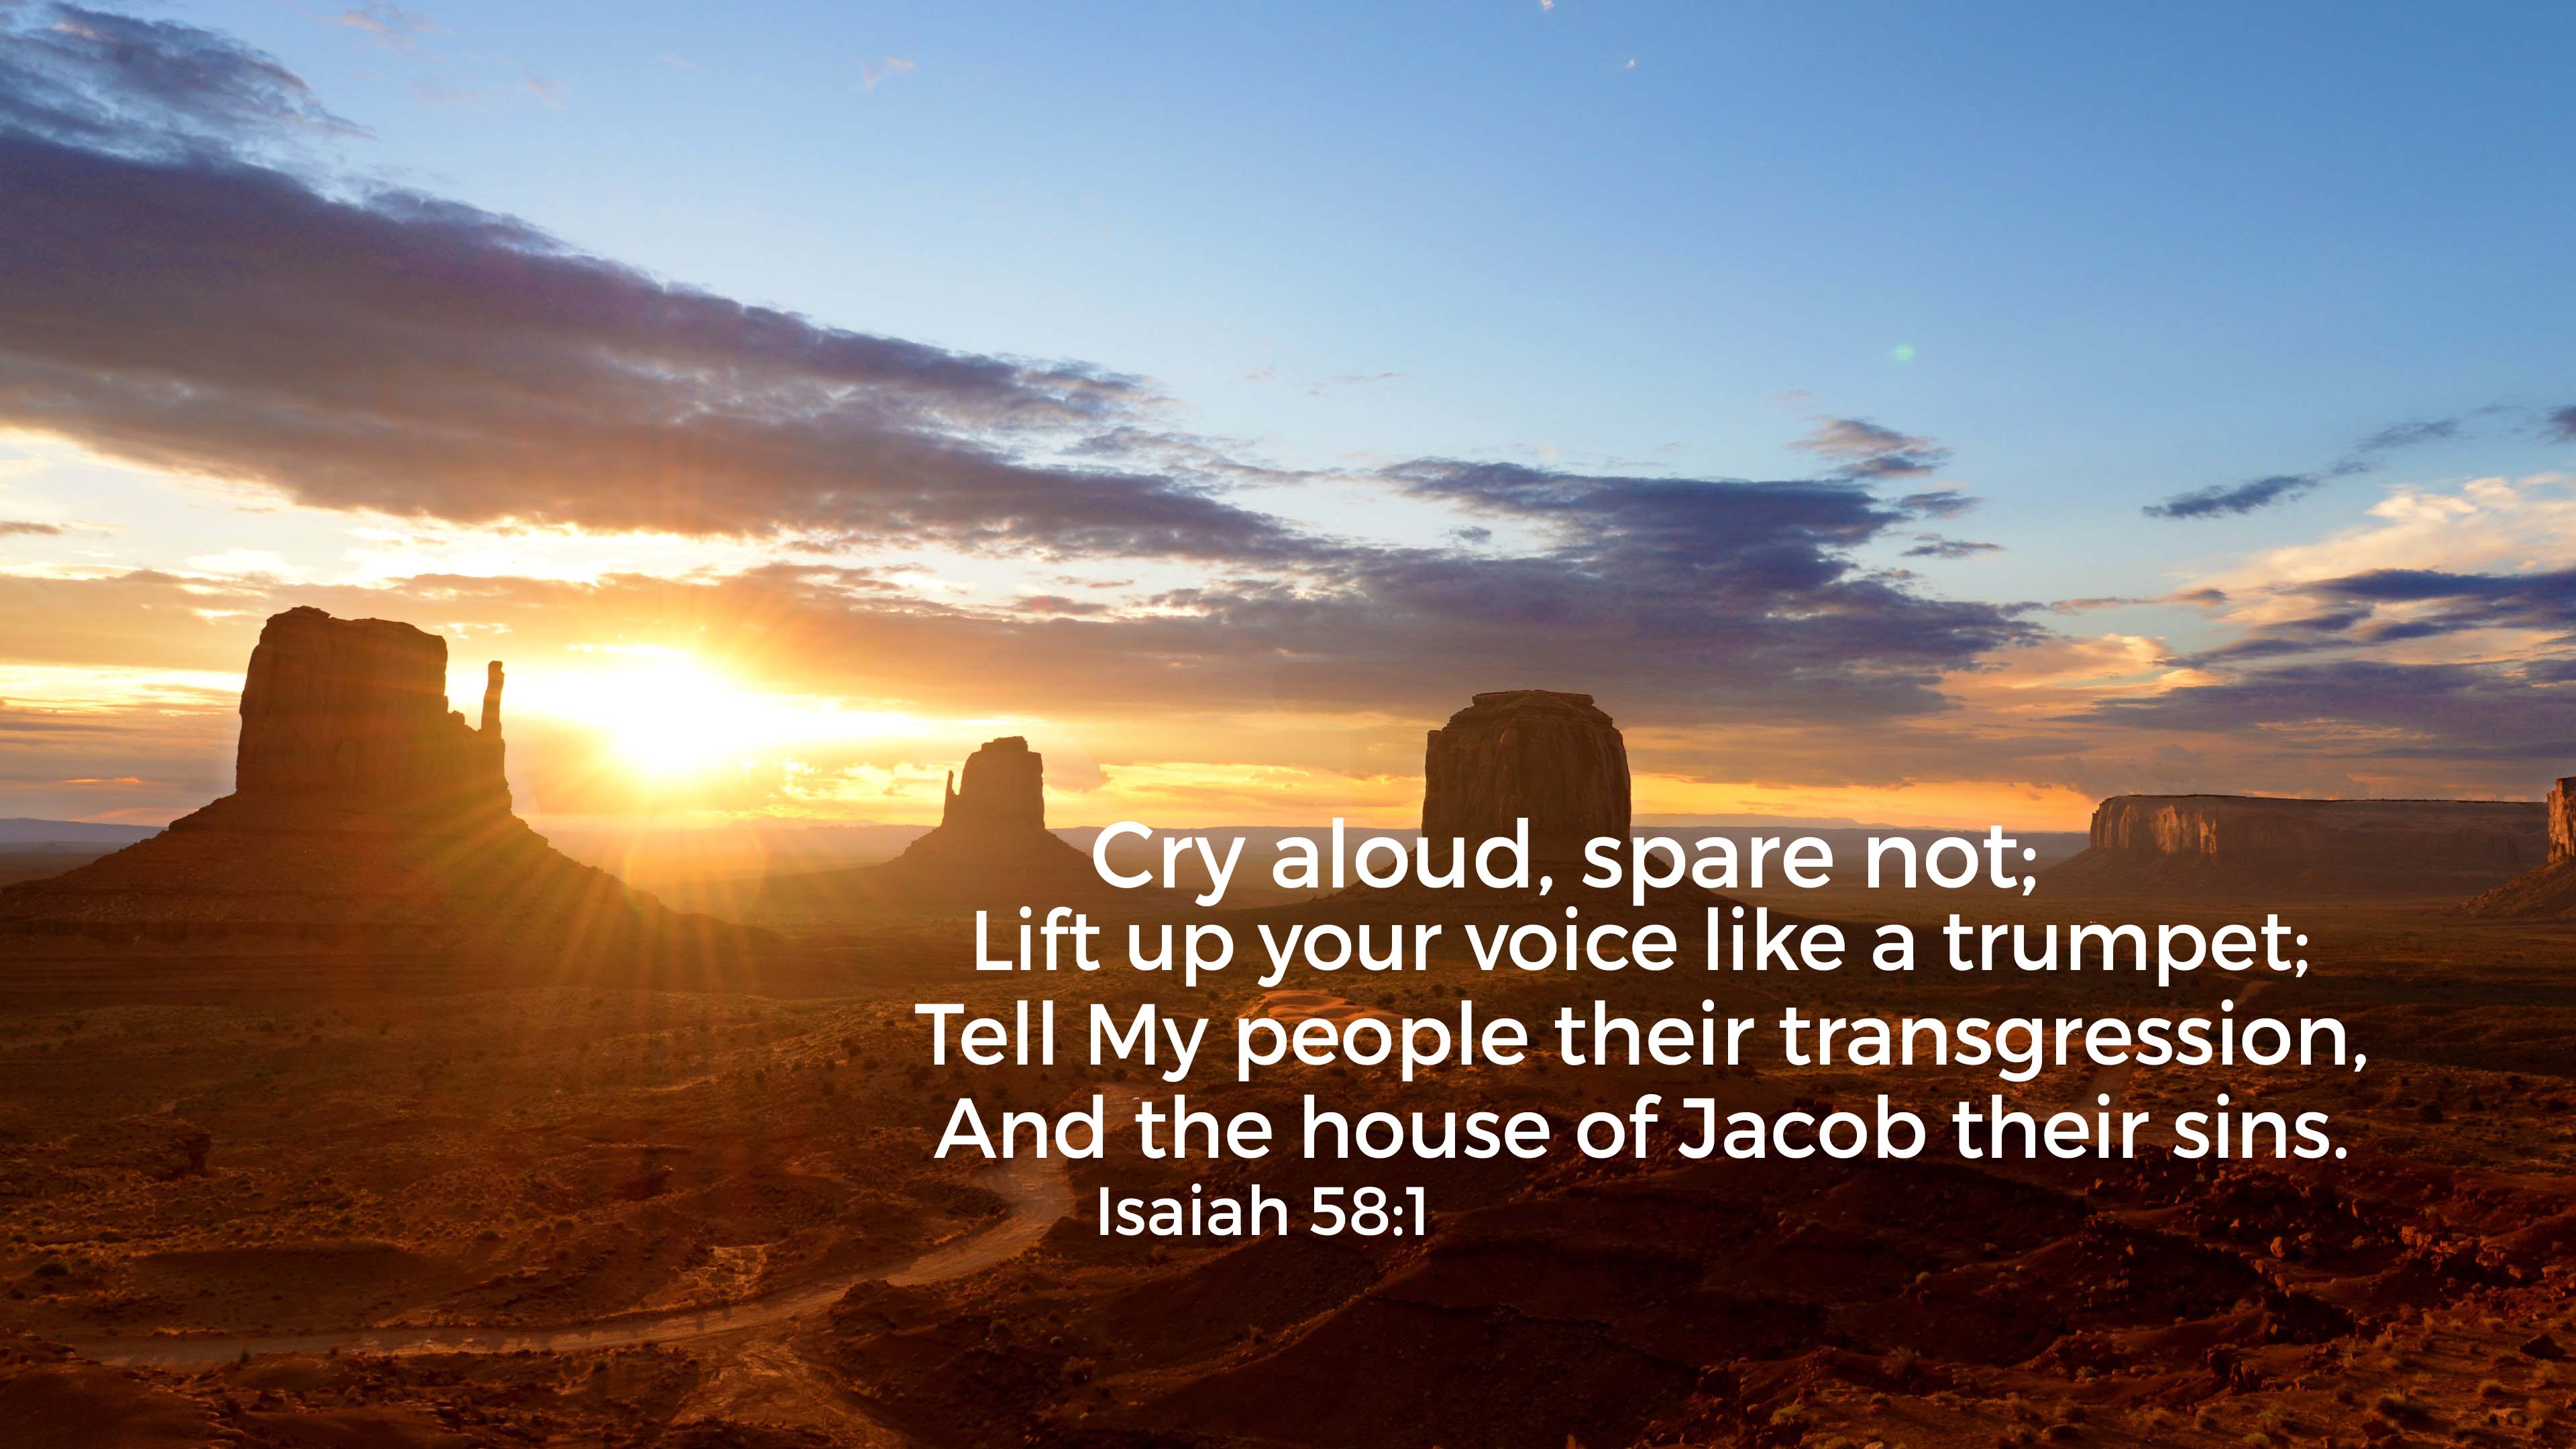 Cry aloud, spare not;
Lift up your voice like a trumpet;
Tell My people their transgression,
And the house of Jacob their sins.
Isaiah 58:1